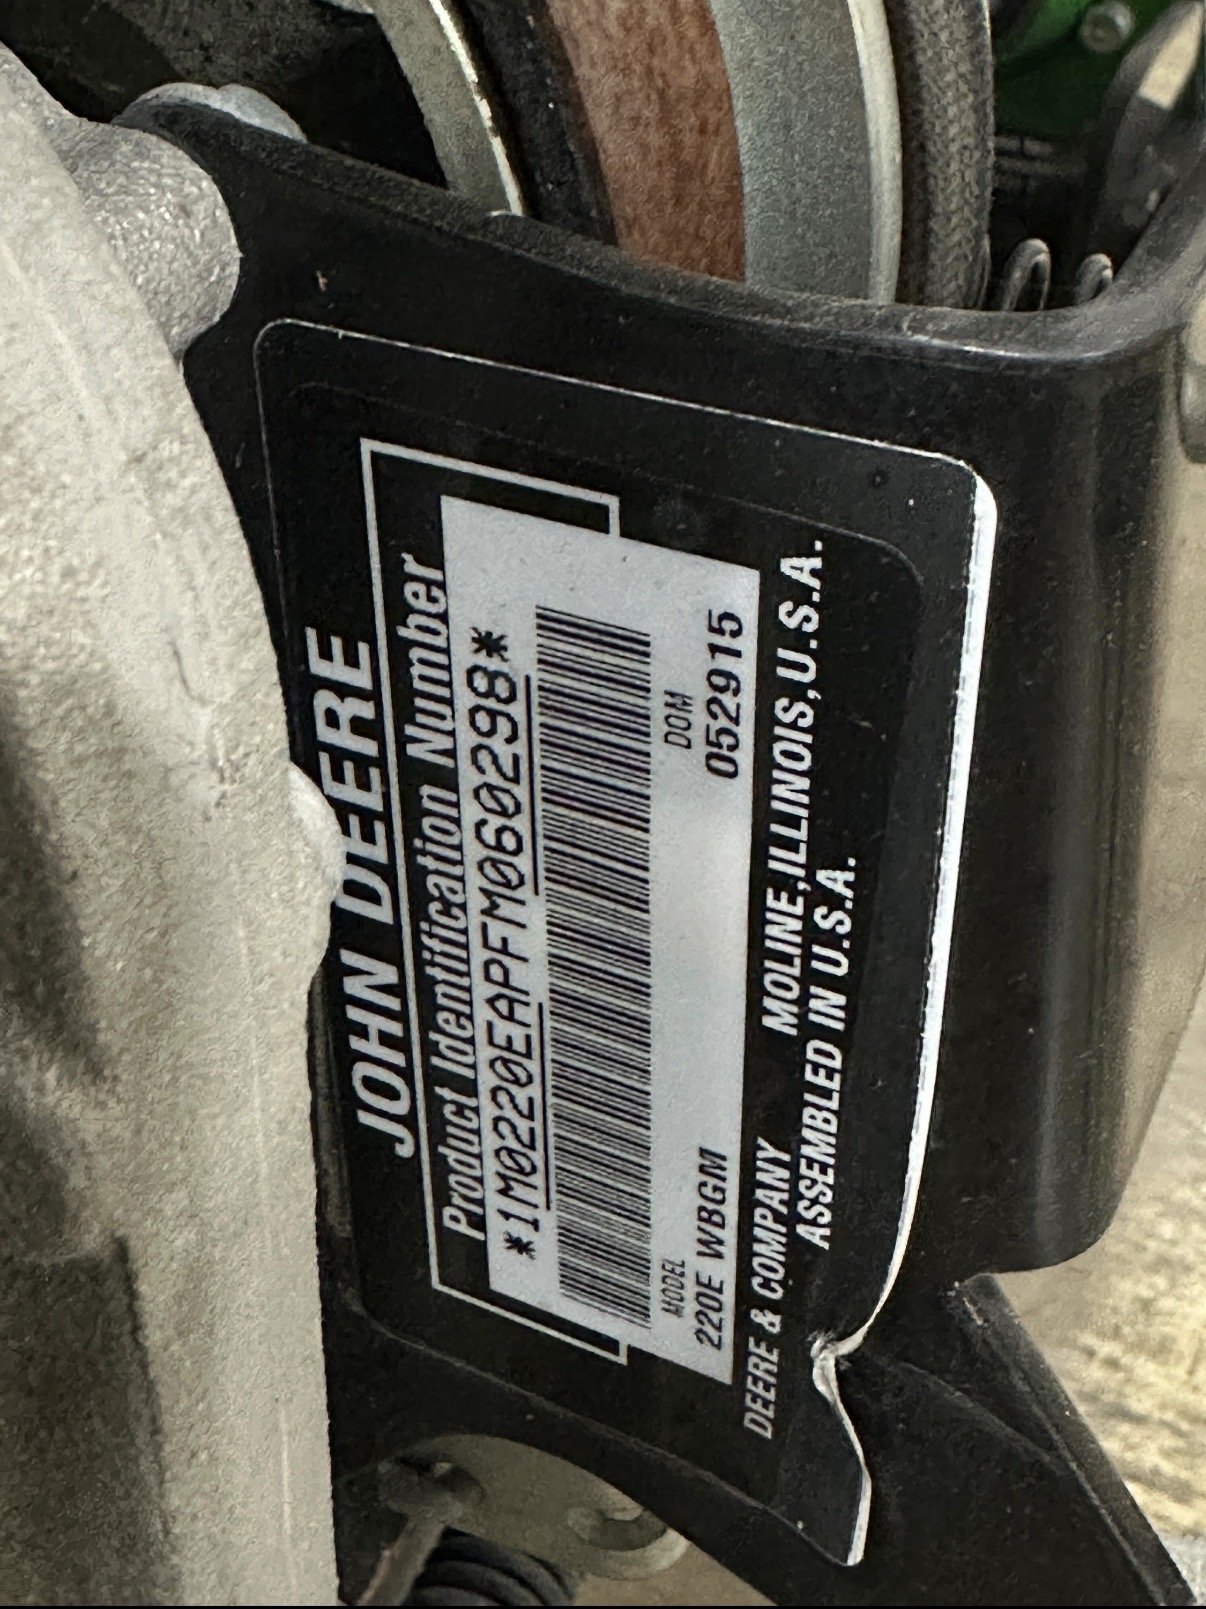 JOHN DEERE
Product Identification Number
*1M0220EAPFM060298*
MODEL DOM
220E WBGM 052915
DEERE & COMPANY MOLINE, ILLINOIS, U.S.A.
ASSEMBLED IN U.S.A.